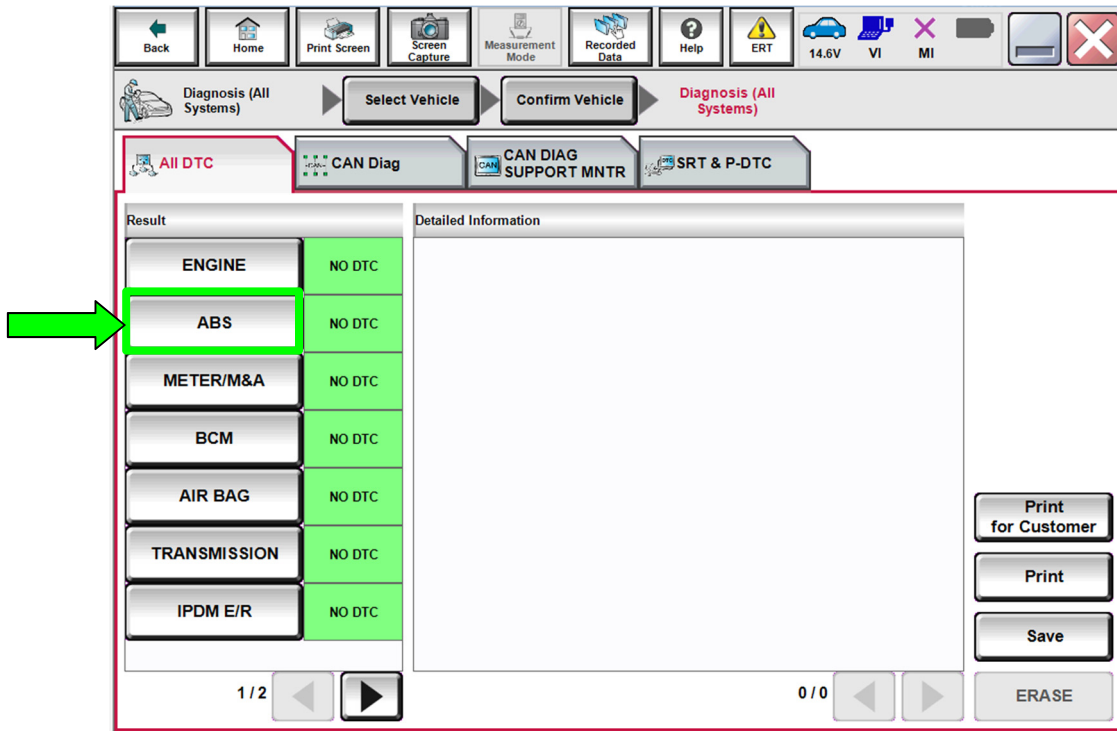 Back
Home
Print Screen
Screen
Capture
Measurement
Mode
Recorded
Data
Help
ERT
14.6V
VI
MI
Diagnosis (All
Systems)
Select Vehicle
Confirm Vehicle
Diagnosis (All
Systems)
All DTC
CAN Diag
CAN
CAN DIAG
SUPPORT MNTR
SRT & P-DTC
Result
Detailed Information
ENGINE
NO DTC
ABS
NO DTC
METER/M&A
NO DTC
BCM
NO DTC
AIR BAG
NO DTC
TRANSMISSION
NO DTC
IPDM E/R
NO DTC
Print
for Customer
Print
Save
1 / 2
0 / 0
ERASE